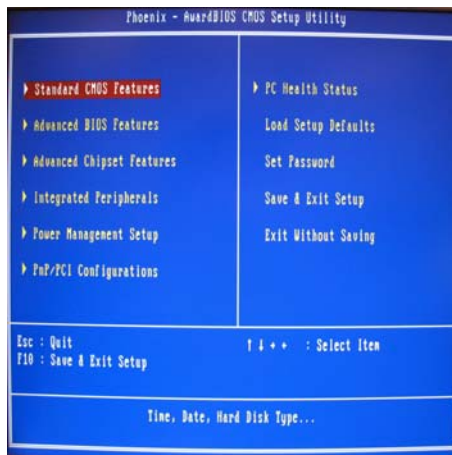 Phoenix - AwardBIOS CMOS Setup Utility
Standard CMOS Features
Advanced BIOS Features
Advanced Chipset Features
Integrated Peripherals
Power Management Setup
PnP/PCI Configurations
PC Health Status
Load Setup Defaults
Set Password
Save & Exit Setup
Exit Without Saving
Esc : Quit
F10 : Save & Exit Setup
↑ ↓ → ← : Select Item
Time, Date, Hard Disk Type...